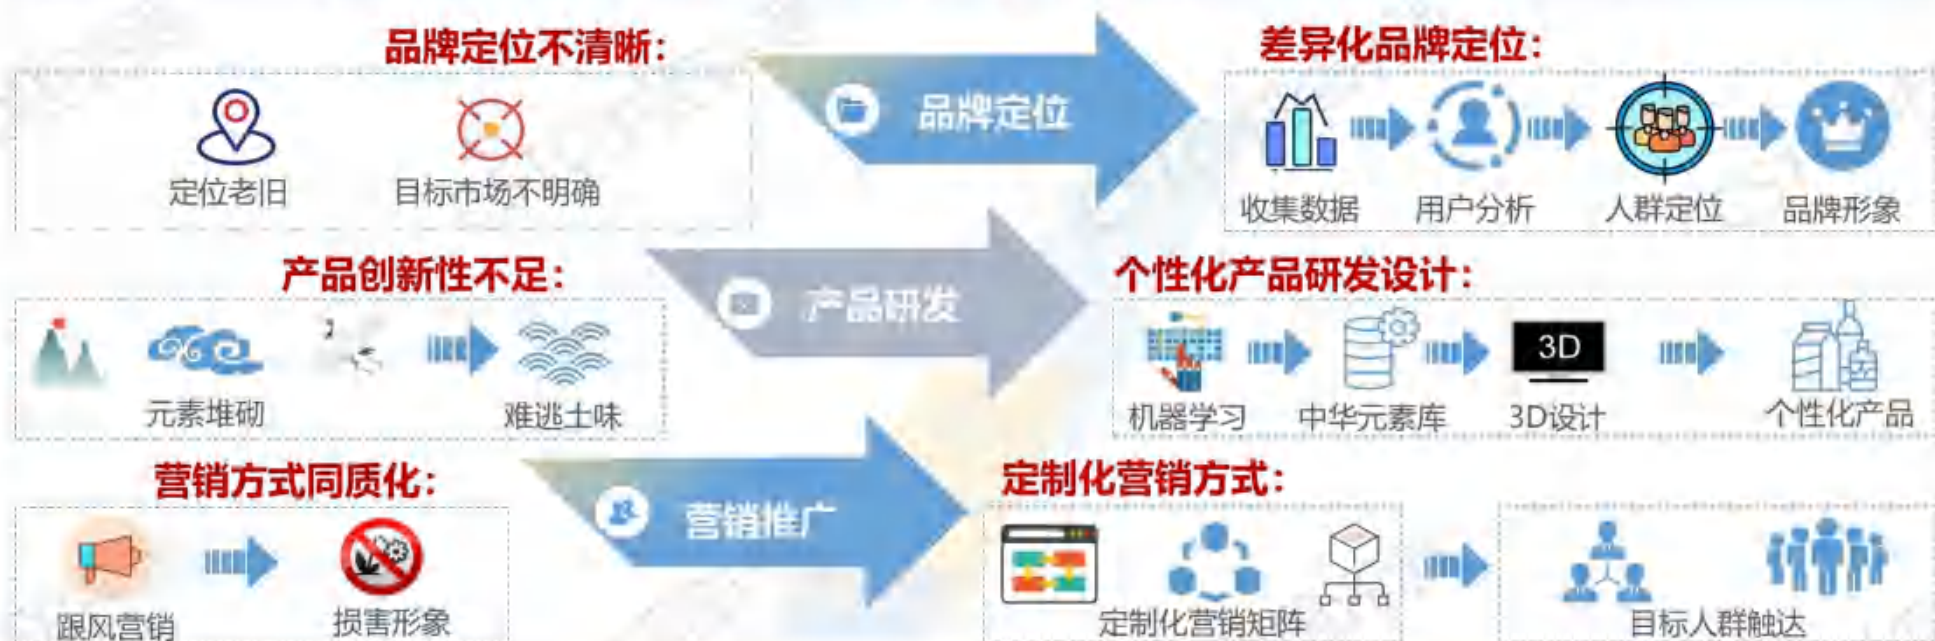 品牌定位不清晰：
定位老旧
目标市场不明确
品牌定位
差异化品牌定位：
收集数据
用户分析
人群定位
品牌形象
产品创新性不足：
元素堆砌
难逃土味
产品研发
个性化产品研发设计：
机器学习
中华元素库
3D
3D设计
个性化产品
营销方式同质化：
跟风营销
损害形象
营销推广
定制化营销方式：
定制化营销矩阵
目标人群触达